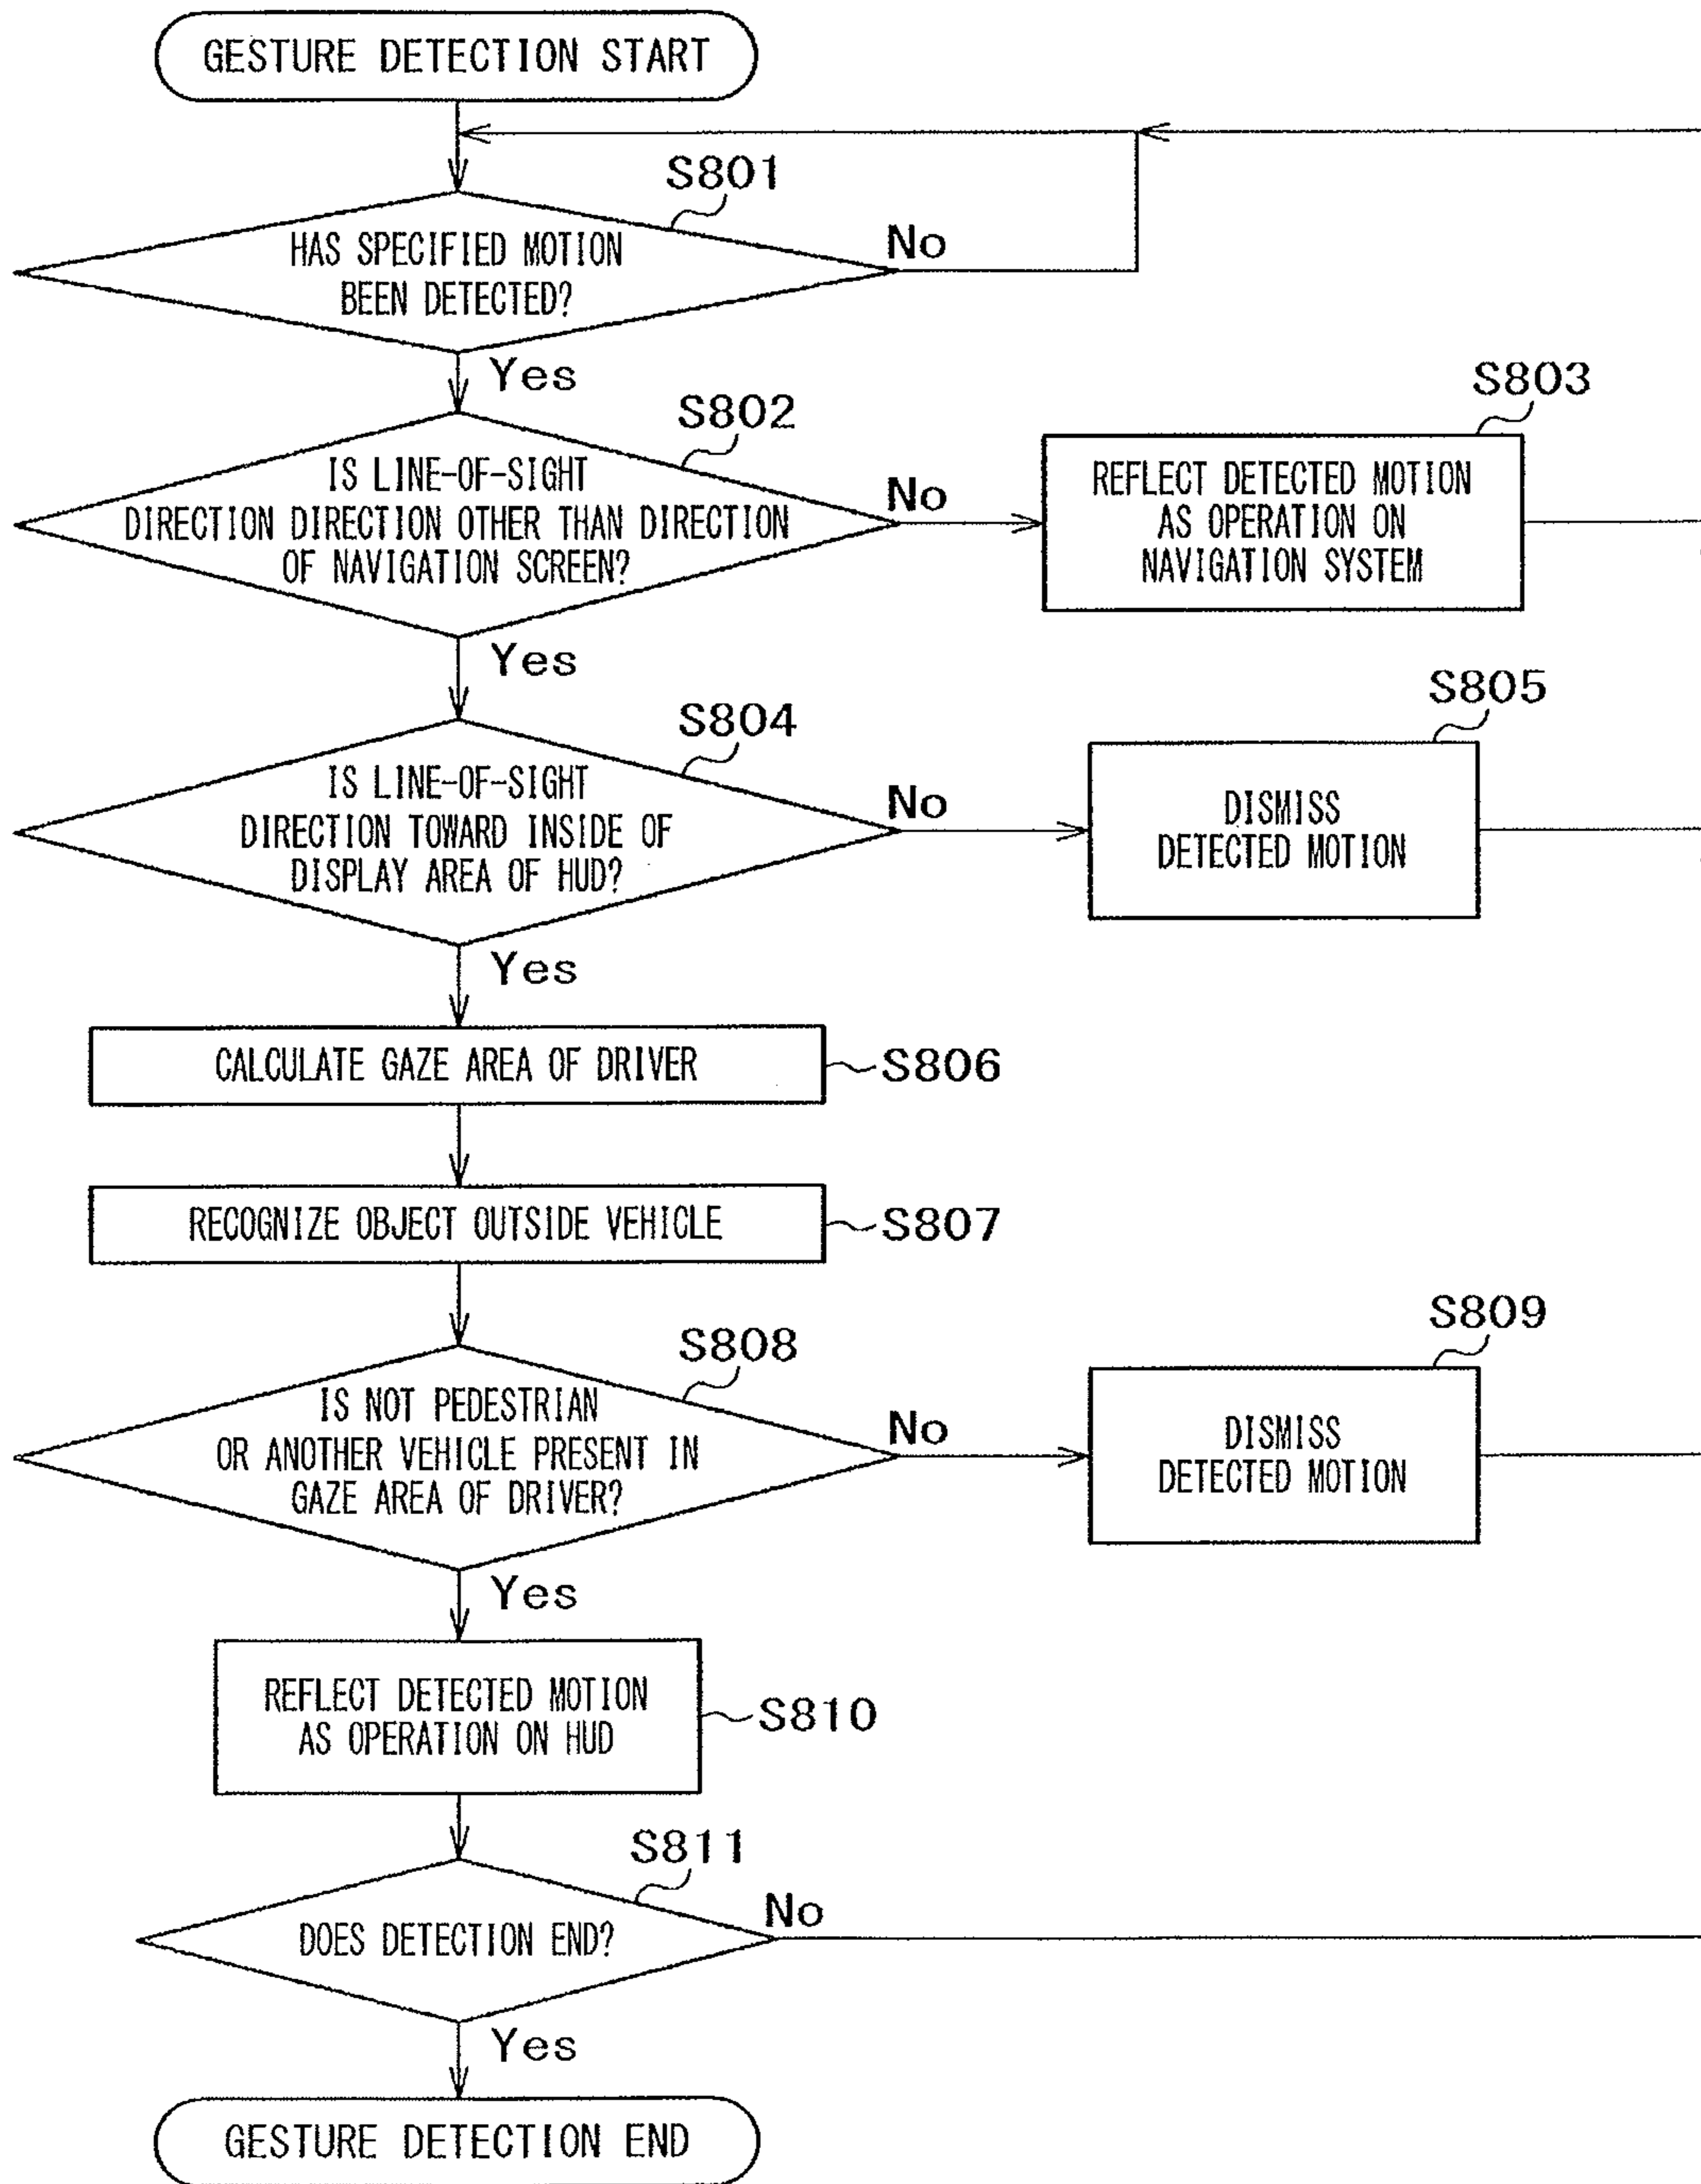 GESTURE DETECTION START
S801
HAS SPECIFIED MOTION
BEEN DETECTED?
No
Yes
S802
IS LINE-OF-SIGHT
DIRECTION DIRECTION OTHER THAN DIRECTION
OF NAVIGATION SCREEN?
No
S803
REFLECT DETECTED MOTION
AS OPERATION ON
NAVIGATION SYSTEM
Yes
S804
IS LINE-OF-SIGHT
DIRECTION TOWARD INSIDE OF
DISPLAY AREA OF HUD?
No
S805
DISMISS
DETECTED MOTION
Yes
CALCULATE GAZE AREA OF DRIVER
S806
RECOGNIZE OBJECT OUTSIDE VEHICLE
S807
S808
IS NOT PEDESTRIAN
OR ANOTHER VEHICLE PRESENT IN
GAZE AREA OF DRIVER?
No
S809
DISMISS
DETECTED MOTION
Yes
REFLECT DETECTED MOTION
AS OPERATION ON HUD
S810
S811
DOES DETECTION END?
No
Yes
GESTURE DETECTION END